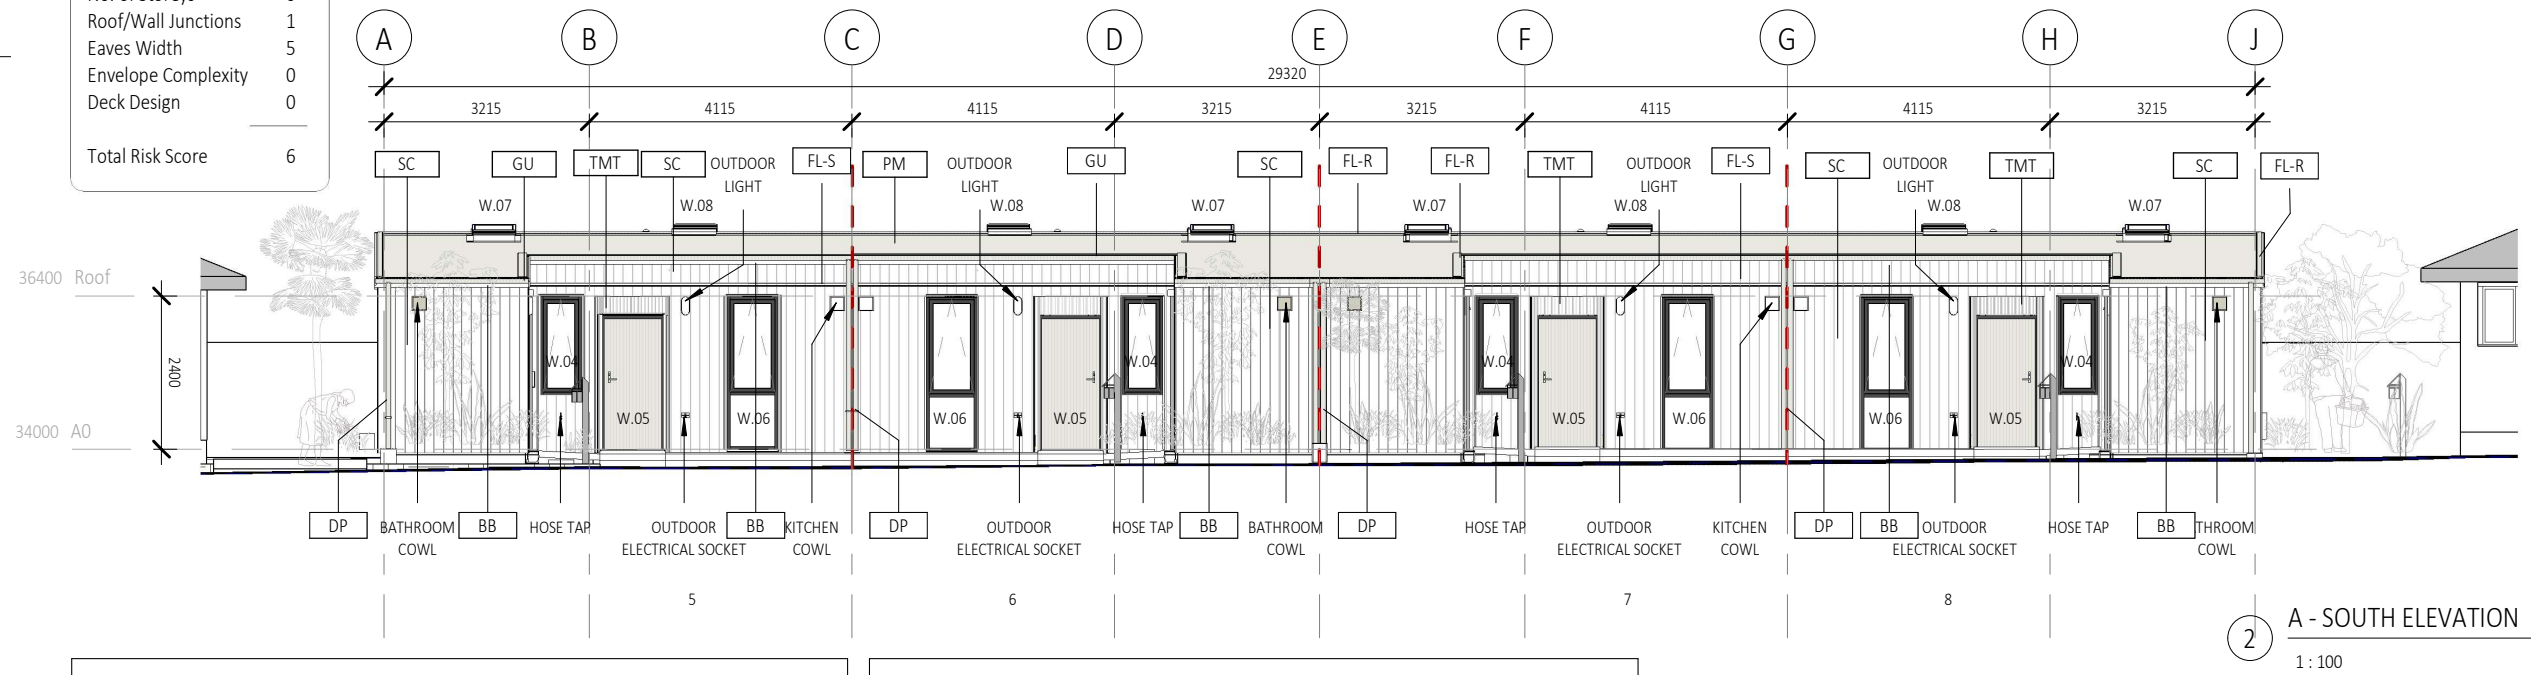 Roof/Wall Junctions 1
Eaves Width 5
Envelope Complexity 0
Deck Design 0
Total Risk Score 6
A B C D E F G H J
29320
3215 4115 4115 3215 3215 4115 4115 3215
SC GU TMT SC OUTDOOR LIGHT FL-S PM OUTDOOR LIGHT GU SC FL-R FL-R TMT OUTDOOR LIGHT FL-S SC OUTDOOR LIGHT TMT SC FL-R
W.07 W.08 W.08 W.07 W.07 W.08 W.08 W.07
36400 Roof
2400
W.04 W.04 W.04 W.04
W.05 W.06 W.06 W.05 W.05 W.06 W.06 W.05
34000 A0
DP BATHROOM COWL BB HOSE TAP OUTDOOR ELECTRICAL SOCKET BB KITCHEN COWL DP OUTDOOR ELECTRICAL SOCKET HOSE TAP BB BATHROOM COWL DP HOSE TAP OUTDOOR ELECTRICAL SOCKET KITCHEN COWL DP BB OUTDOOR ELECTRICAL SOCKET HOSE TAP BB THROOM COWL
5 6 7 8
2 A - SOUTH ELEVATION
1 : 100